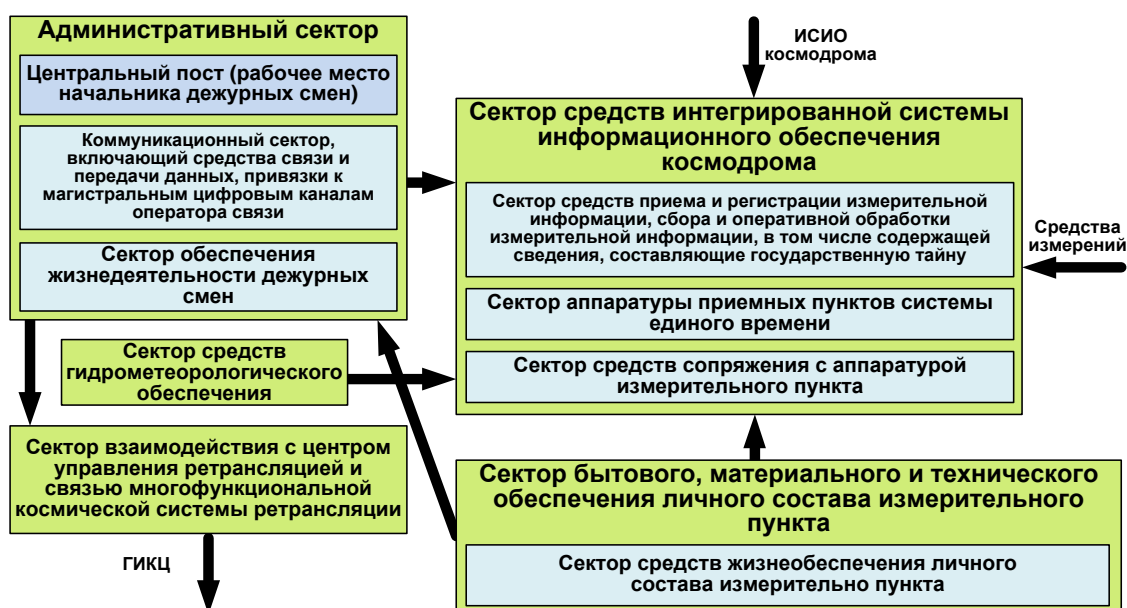 Административный сектор
Центральный пост (рабочее место
начальника дежурных смен)
Коммуникационный сектор,
включающий средства связи и
передачи данных, привязки к
магистральным цифровым каналам
оператора связи
Сектор обеспечения
жизнедеятельности дежурных
смен
ИСИО
космодрома
Сектор средств интегрированной системы
информационного обеспечения
космодрома
Сектор средств приема и регистрации измерительной
информации, сбора и оперативной обработки
измерительной информации, в том числе содержащей
сведения, составляющие государственную тайну
Сектор аппаратуры приемных пунктов системы
единого времени
Сектор средств сопряжения с аппаратурой
измерительного пункта
Средства
измерений
Сектор средств
гидрометеорологического
обеспечения
Сектор взаимодействия с центром
управления ретрансляцией и
связью многофункциональной
космической системы ретрансляции
ГИКЦ
Сектор бытового, материального и технического
обеспечения личного состава измерительного
пункта
Сектор средств жизнеобеспечения личного
состава измерительно пункта